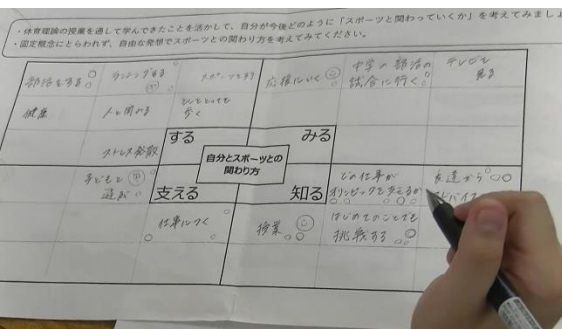 ・体育理論の授業を通して学んできたことを活かして、自分が今後どのように「スポーツと関わっていくか」を考えてみまし
・固定概念にとらわれず、自由な発想でスポーツとの関わり方を考えてみてください。
部活をする
ランニングする
応援にいく
中学の部活の
試合に行く
テレビを
見る
健康
人と関わる
歩く
ストレス発散
する
みる
自分とスポーツとの
関わり方
支える
知る
子どもと
遊ぶ
仕事につく
授業
どの仕事が
オリンピックを支えるか
友達から
はじめてのことでも
挑戦する